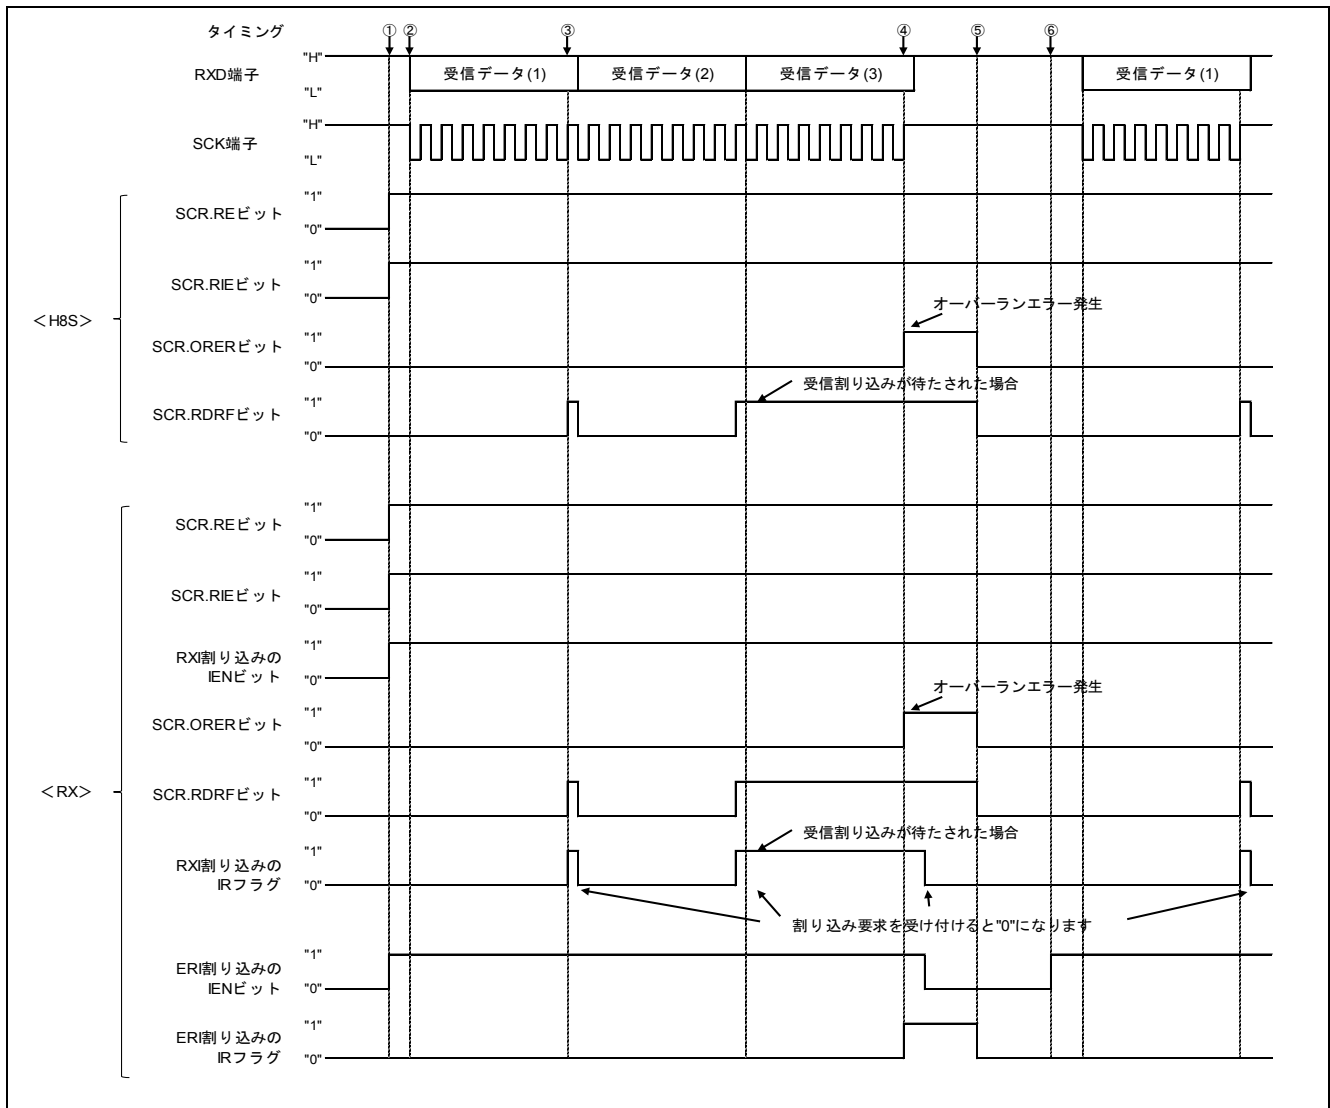 タイミング ① ② ③ ④ ⑤ ⑥
RXD端子 "H" "L" 受信データ(1) 受信データ(2) 受信データ(3) 受信データ(1)
SCK端子 "H" "L"
＜H8S＞
SCR.REビット "1" "0"
SCR.RIEビット "1" "0"
オーバーランエラー発生
SCR.ORERビット "1" "0"
受信割り込みが待たされた場合
SCR.RDRFビット "1" "0"
＜RX＞
SCR.REビット "1" "0"
SCR.RIEビット "1" "0"
RXI割り込みの
IENビット "1" "0"
オーバーランエラー発生
SCR.ORERビット "1" "0"
SCR.RDRFビット "1" "0"
受信割り込みが待たされた場合
RXI割り込みの
IRフラグ "1" "0"
割り込み要求を受け付けると"0"になります
ERI割り込みの
IENビット "1" "0"
ERI割り込みの
IRフラグ "1" "0"